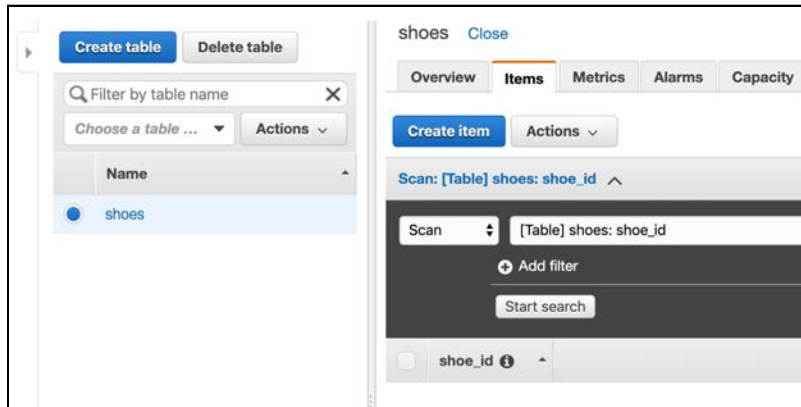 Create table
Delete table
Filter by table name
Choose a table ...
Actions
Name
shoes
shoes Close
Overview
Items
Metrics
Alarms
Capacity
Create item
Actions
Scan: [Table] shoes: shoe_id
Scan
[Table] shoes: shoe_id
Add filter
Start search
shoe_id